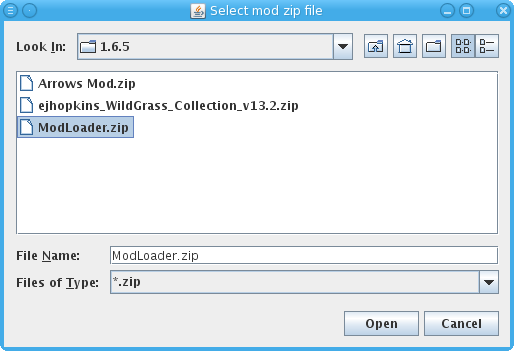 Select mod zip file
Look In: 1.6.5
Arrows Mod.zip
ejhopkins_WildGrass_Collection_v13.2.zip
ModLoader.zip
File Name: ModLoader.zip
Files of Type: *.zip
Open Cancel